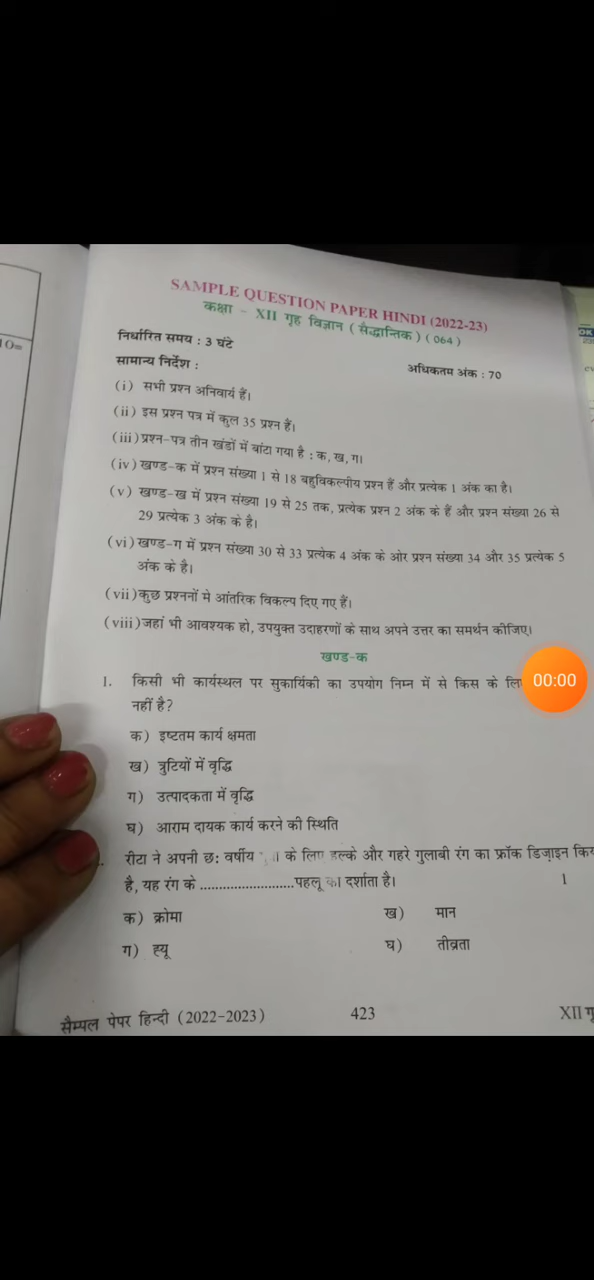 SAMPLE QUESTION PAPER HINDI (2022-23)
कक्षा - XII गृह विज्ञान ( सैद्धान्तिक ) ( 064 )
निर्धारित समय : 3 घंटे
अधिकतम अंक : 70
सामान्य निर्देश :
(i) सभी प्रश्न अनिवार्य हैं।
(ii) इस प्रश्न पत्र में कुल 35 प्रश्न हैं।
(iii) प्रश्न-पत्र तीन खंडों में बांटा गया है : क, ख, ग।
(iv) खण्ड-क में प्रश्न संख्या 1 से 18 बहुविकल्पीय प्रश्न हैं और प्रत्येक 1 अंक का है।
(v) खण्ड-ख में प्रश्न संख्या 19 से 25 तक, प्रत्येक प्रश्न 2 अंक के हैं और प्रश्न संख्या 26 से
29 प्रत्येक 3 अंक के है।
(vi) खण्ड-ग में प्रश्न संख्या 30 से 33 प्रत्येक 4 अंक के ओर प्रश्न संख्या 34 और 35 प्रत्येक 5
अंक के है।
(vii) कुछ प्रश्ननों मे आंतरिक विकल्प दिए गए हैं।
(viii) जहां भी आवश्यक हो, उपयुक्त उदाहरणों के साथ अपने उत्तर का समर्थन कीजिए।
खण्ड-क
1. किसी भी कार्यस्थल पर सुकार्यिकी का उपयोग निम्न में से किस के
00:00
नहीं है?
क) इष्टतम कार्य क्षमता
ख) त्रुटियों में वृद्धि
ग) उत्पादकता में वृद्धि
घ) आराम दायक कार्य करने की स्थिति
रीटा ने अपनी छ: वर्षीय के लिए हल्के और गहरे गुलाबी रंग का फ्रॉक डिज़ाइन
है, यह रंग के ........................पहलू का दर्शाता है। 1
क) क्रोमा ख) मान
ग) ह्यू घ) तीव्रता
सैम्पल पेपर हिन्दी (2022-2023) 423 XII